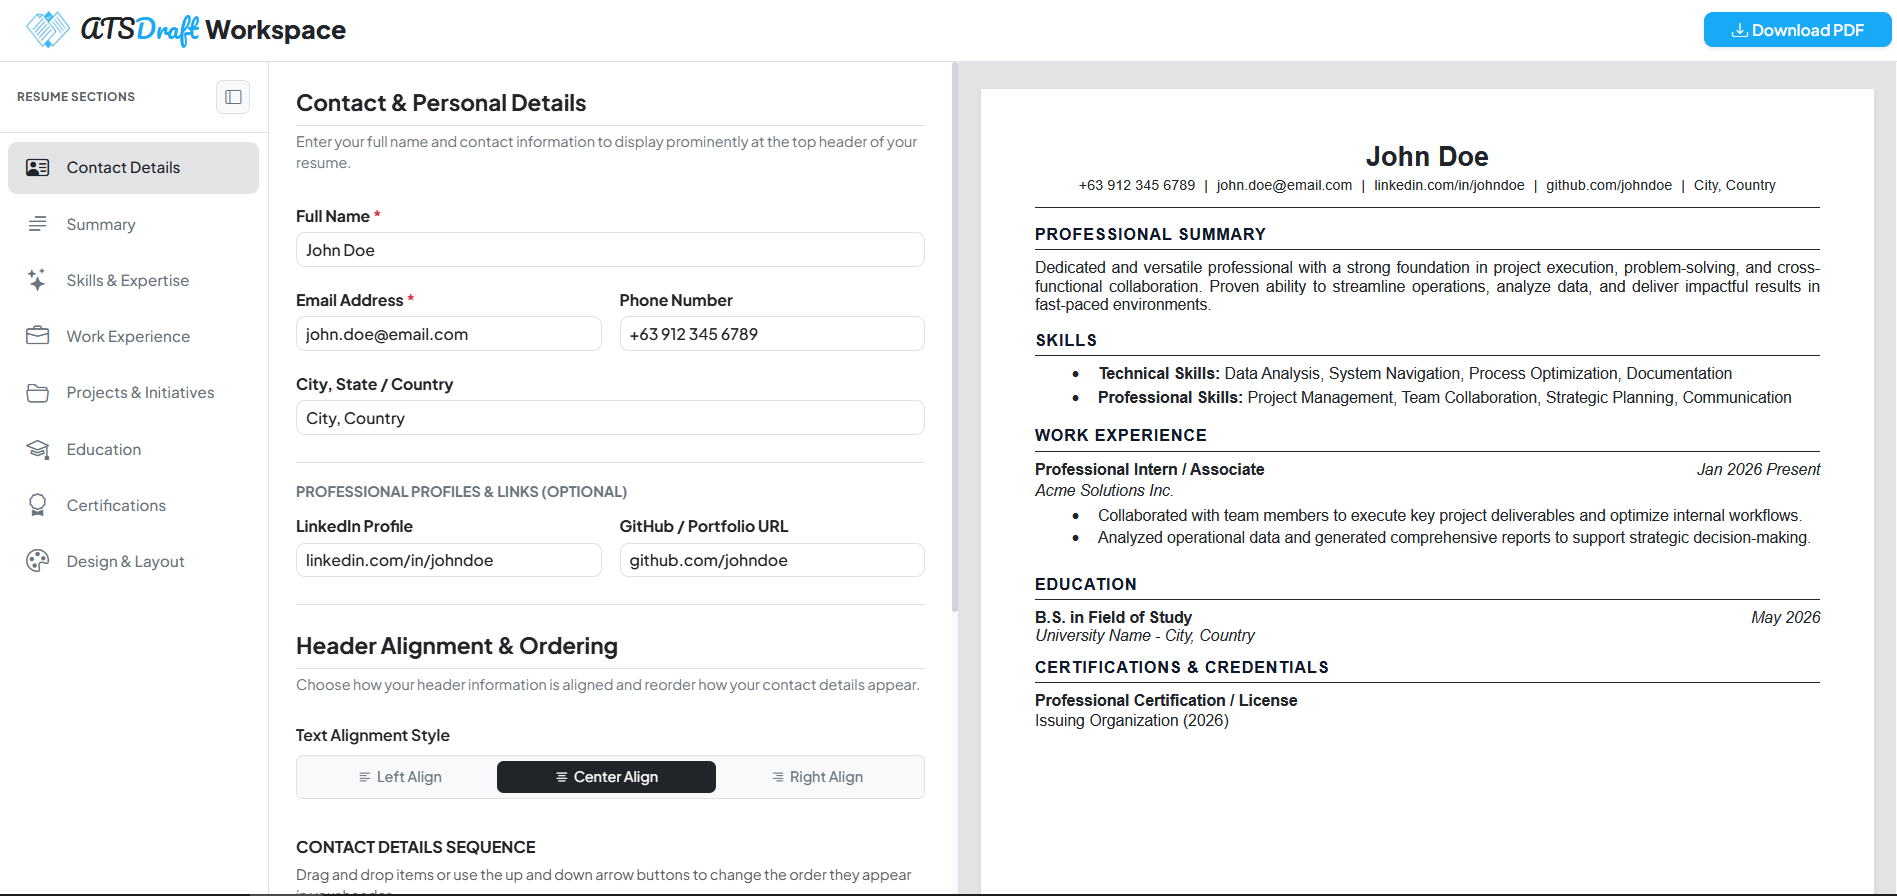 ATSDraft Workspace
Download PDF
RESUME SECTIONS
Contact Details
Summary
Skills & Expertise
Work Experience
Projects & Initiatives
Education
Certifications
Design & Layout
Contact & Personal Details
Enter your full name and contact information to display prominently at the top header of your
resume.
Full Name *
John Doe
Email Address *
john.doe@email.com
Phone Number
+63 912 345 6789
City, State / Country
City, Country
PROFESSIONAL PROFILES & LINKS (OPTIONAL)
LinkedIn Profile
linkedin.com/in/johndoe
GitHub / Portfolio URL
github.com/johndoe
Header Alignment & Ordering
Choose how your header information is aligned and reorder how your contact details appear.
Text Alignment Style
Left Align
Center Align
Right Align
CONTACT DETAILS SEQUENCE
Drag and drop items or use the up and down arrow buttons to change the order they appear
John Doe
+63 912 345 6789 | john.doe@email.com | linkedin.com/in/johndoe | github.com/johndoe | City, Country
PROFESSIONAL SUMMARY
Dedicated and versatile professional with a strong foundation in project execution, problem-solving, and cross-
functional collaboration. Proven ability to streamline operations, analyze data, and deliver impactful results in
fast-paced environments.
SKILLS
• Technical Skills: Data Analysis, System Navigation, Process Optimization, Documentation
• Professional Skills: Project Management, Team Collaboration, Strategic Planning, Communication
WORK EXPERIENCE
Professional Intern / Associate Jan 2026 Present
Acme Solutions Inc.
• Collaborated with team members to execute key project deliverables and optimize internal workflows.
• Analyzed operational data and generated comprehensive reports to support strategic decision-making.
EDUCATION
B.S. in Field of Study May 2026
University Name - City, Country
CERTIFICATIONS & CREDENTIALS
Professional Certification / License
Issuing Organization (2026)